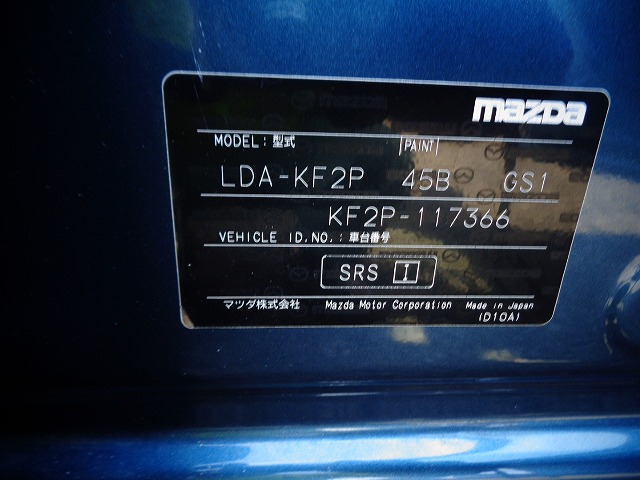 mazda
MODEL:型式 PAINT
LDA-KF2P 45B GS1
KF2P-117366
VEHICLE ID.NO.:車台番号
SRS I
マツダ株式会社 Mazda Motor Corporation Made in Japan
(D10A)